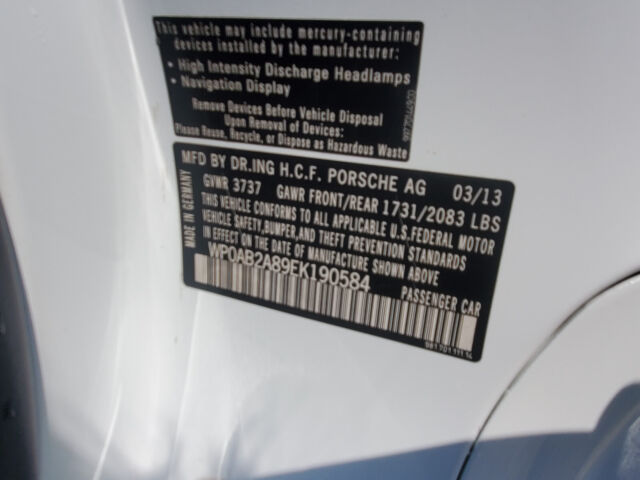 This vehicle may include mercury-containing
devices installed by the manufacturer:
• High Intensity Discharge Headlamps
• Navigation Display
Remove Devices Before Vehicle Disposal
Upon Removal of Devices:
Please Reuse, Recycle, or Dispose as Hazardous Waste
MADE IN GERMANY
MFD BY DR.ING H.C.F. PORSCHE AG 03/13
GVWR 3737 GAWR FRONT/REAR 1731/2083 LBS
THIS VEHICLE CONFORMS TO ALL APPLICABLE U.S.FEDERAL MOTOR
VEHICLE SAFETY,BUMPER,AND THEFT PREVENTION STANDARDS
IN EFFECT ON THE DATE OF MANUFACTURE SHOWN ABOVE
WP0AB2A89EK190584 PASSENGER CAR